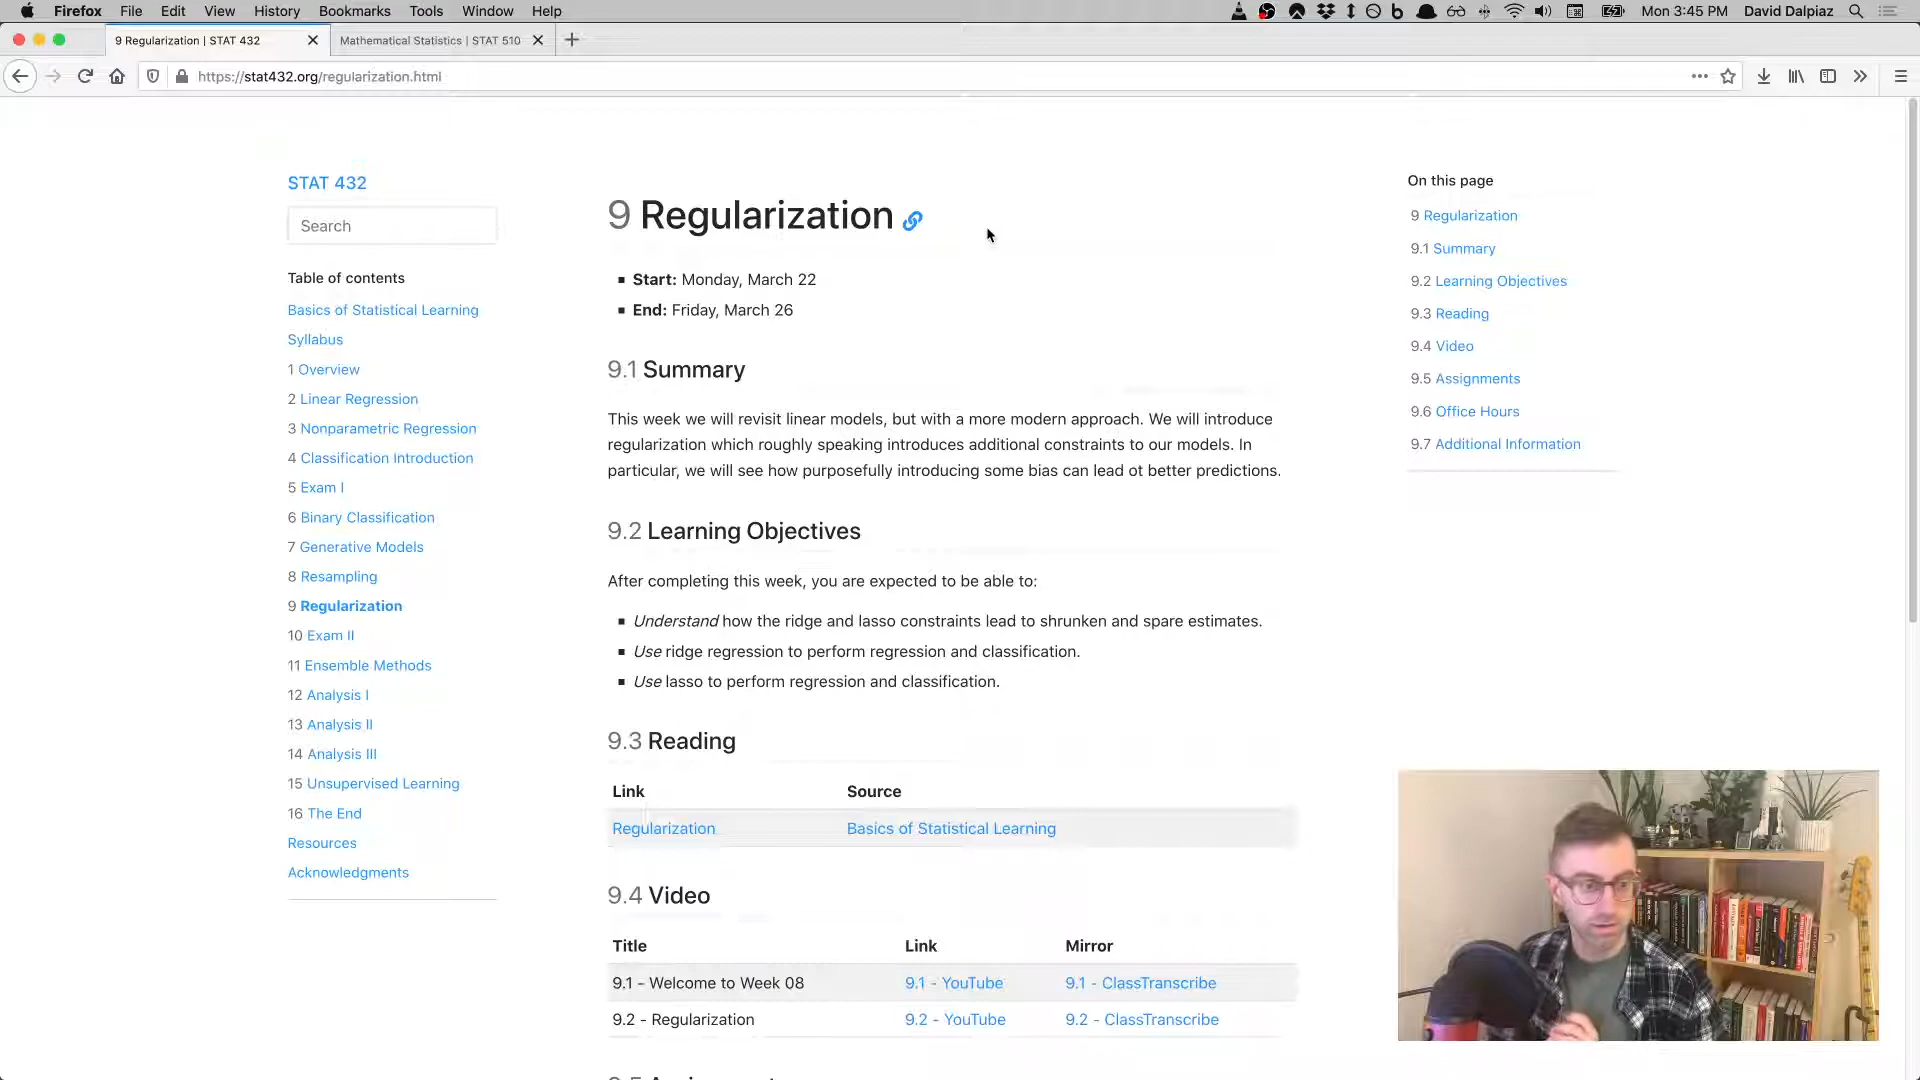 Firefox File Edit View History Bookmarks Tools Window Help Mon 3:45 PM David Dalpiaz
9 Regularization | STAT 432 Mathematical Statistics | STAT 510
https://stat432.org/regularization.html
STAT 432
Search
Table of contents
Basics of Statistical Learning
Syllabus
1 Overview
2 Linear Regression
3 Nonparametric Regression
4 Classification Introduction
5 Exam I
6 Binary Classification
7 Generative Models
8 Resampling
9 Regularization
10 Exam II
11 Ensemble Methods
12 Analysis I
13 Analysis II
14 Analysis III
15 Unsupervised Learning
16 The End
Resources
Acknowledgments
9 Regularization
Start: Monday, March 22
End: Friday, March 26
9.1 Summary
This week we will revisit linear models, but with a more modern approach. We will introduce
regularization which roughly speaking introduces additional constraints to our models. In
particular, we will see how purposefully introducing some bias can lead ot better predictions.
9.2 Learning Objectives
After completing this week, you are expected to be able to:
Understand how the ridge and lasso constraints lead to shrunken and spare estimates.
Use ridge regression to perform regression and classification.
Use lasso to perform regression and classification.
9.3 Reading
Link Source
Regularization Basics of Statistical Learning
9.4 Video
Title Link Mirror
9.1 - Welcome to Week 08 9.1 - YouTube 9.1 - ClassTranscribe
9.2 - Regularization 9.2 - YouTube 9.2 - ClassTranscribe
On this page
9 Regularization
9.1 Summary
9.2 Learning Objectives
9.3 Reading
9.4 Video
9.5 Assignments
9.6 Office Hours
9.7 Additional Information